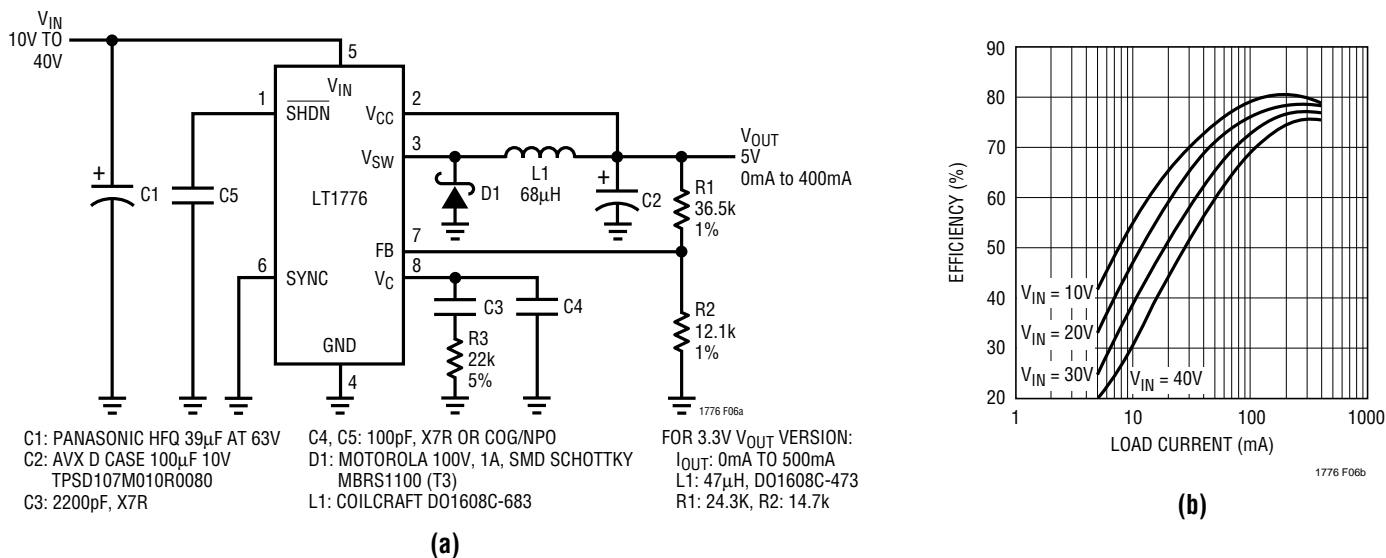 VIN
10V TO
40V
5
VIN
1
SHDN
2
VCC
3
VSW
LT1776
7
FB
8
VC
6
SYNC
GND
4
+
C1
C5
D1
L1
68µH
+
C2
VOUT
5V
0mA to 400mA
R1
36.5k
1%
R2
12.1k
1%
C3
R3
22k
5%
C4
1776 F06a
C1: PANASONIC HFQ 39µF AT 63V
C2: AVX D CASE 100µF 10V
TPSD107M010R0080
C3: 2200pF, X7R
C4, C5: 100pF, X7R OR COG/NPO
D1: MOTOROLA 100V, 1A, SMD SCHOTTKY
MBRS1100 (T3)
L1: COILCRAFT DO1608C-683
FOR 3.3V VOUT VERSION:
IOUT: 0mA TO 500mA
L1: 47µH, DO1608C-473
R1: 24.3K, R2: 14.7k
(a)
EFFICIENCY (%)
90
80
70
60
50
40
30
20
VIN = 10V
VIN = 20V
VIN = 30V
VIN = 40V
1
10
100
1000
LOAD CURRENT (mA)
1776 F06b
(b)